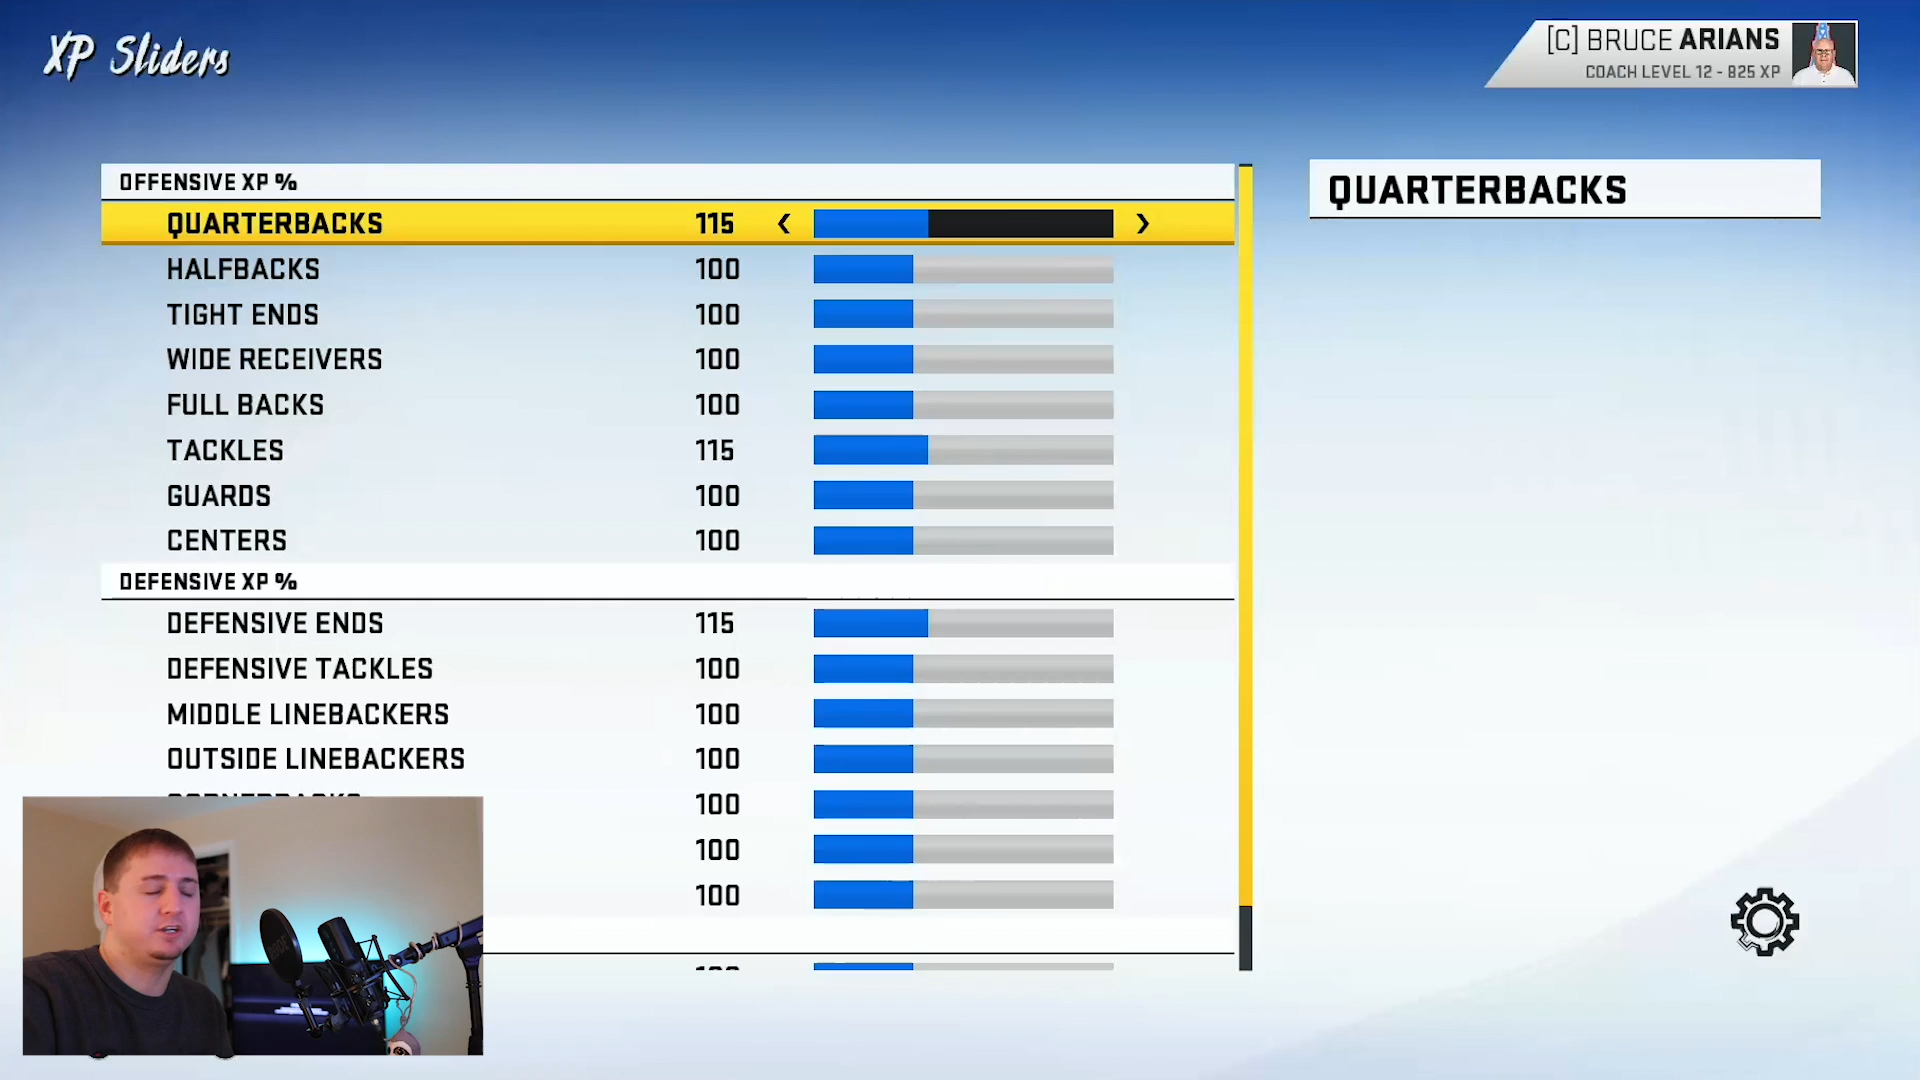 XP Sliders
[C] BRUCE ARIANS
COACH LEVEL 12 - 825 XP
OFFENSIVE XP %
QUARTERBACKS 115
HALFBACKS 100
TIGHT ENDS 100
WIDE RECEIVERS 100
FULL BACKS 100
TACKLES 115
GUARDS 100
CENTERS 100
DEFENSIVE XP %
DEFENSIVE ENDS 115
DEFENSIVE TACKLES 100
MIDDLE LINEBACKERS 100
OUTSIDE LINEBACKERS 100
100
100
100
QUARTERBACKS